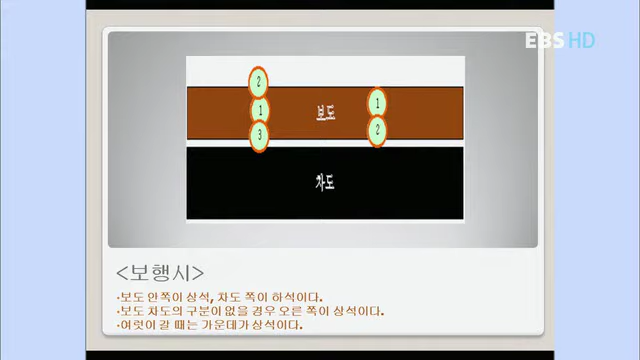 EBS HD
2
1
보도
1
3
2
차도
<보행시>
·보도 안쪽이 상석, 차도 쪽이 하석이다.
·보도 차도의 구분이 없을 경우 오른 쪽이 상석이다.
·여럿이 갈 때는 가운데가 상석이다.